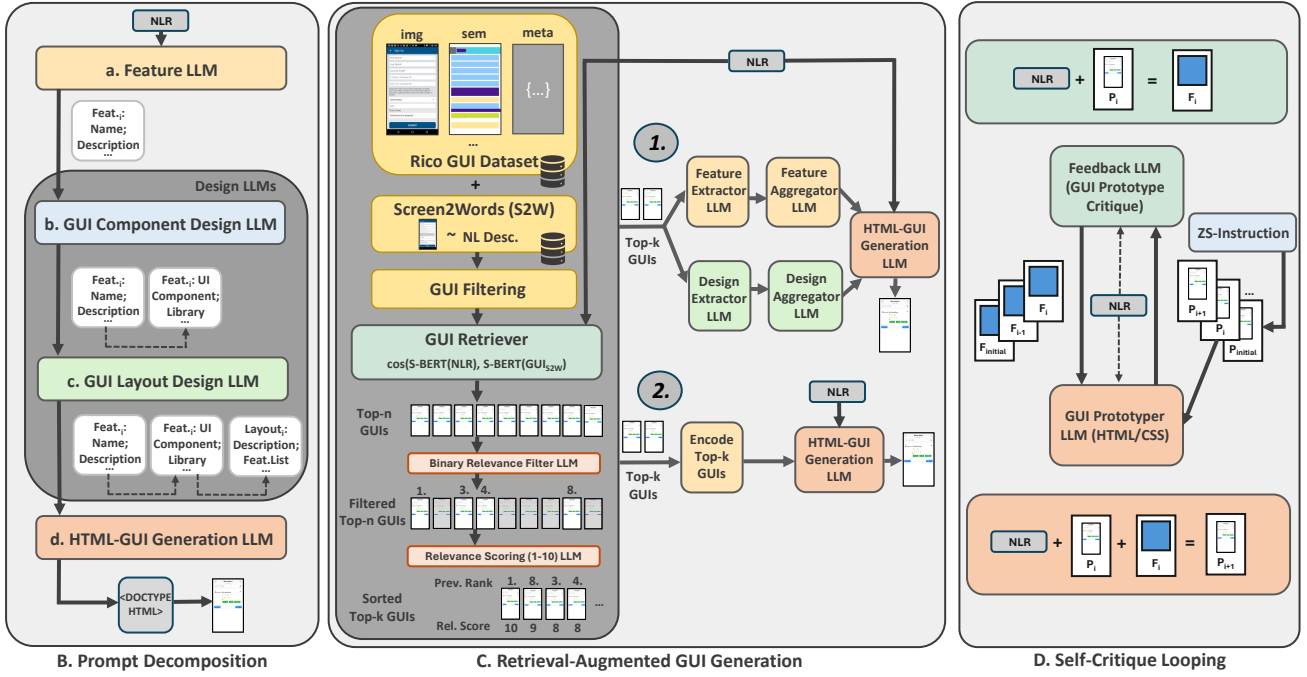 NLR
a. Feature LLM
Feat.ᵢ:
Name;
Description
...
Design LLMs
b. GUI Component Design LLM
Feat.ᵢ:
Name;
Description
...
Feat.ᵢ: UI
Component;
Library
...
c. GUI Layout Design LLM
Feat.ᵢ:
Name;
Description
...
Feat.ᵢ: UI
Component;
Library
...
Layoutᵢ:
Description;
Feat.List
...
d. HTML-GUI Generation LLM
<DOCTYPE
HTML>
B. Prompt Decomposition
img
sem
meta
{...}
...
Rico GUI Dataset
+
Screen2Words (S2W)
~ NL Desc.
GUI Filtering
GUI Retriever
cos(S-BERT(NLR), S-BERT(GUI_S2W)
Top-n
GUIs
Binary Relevance Filter LLM
1. 3. 4. 8.
Filtered
Top-n GUIs
Relevance Scoring (1-10) LLM
Prev. Rank 1. 8. 3. 4.
Sorted
Top-k GUIs
...
Rel. Score 10 9 8 8
NLR
1.
Top-k
GUIs
Feature
Extractor
LLM
Feature
Aggregator
LLM
Design
Extractor
LLM
Design
Aggregator
LLM
HTML-GUI
Generation
LLM
2.
Top-k
GUIs
Encode
Top-k
GUIs
NLR
HTML-GUI
Generation
LLM
C. Retrieval-Augmented GUI Generation
NLR + Pᵢ = Fᵢ
Feedback LLM
(GUI Prototype
Critique)
ZS-Instruction
Fᵢ
Fᵢ₋₁
F_initial
NLR
...
Pᵢ₊₁
Pᵢ
P_initial
GUI Prototyper
LLM (HTML/CSS)
NLR + Pᵢ + Fᵢ = Pᵢ₊₁
D. Self-Critique Looping